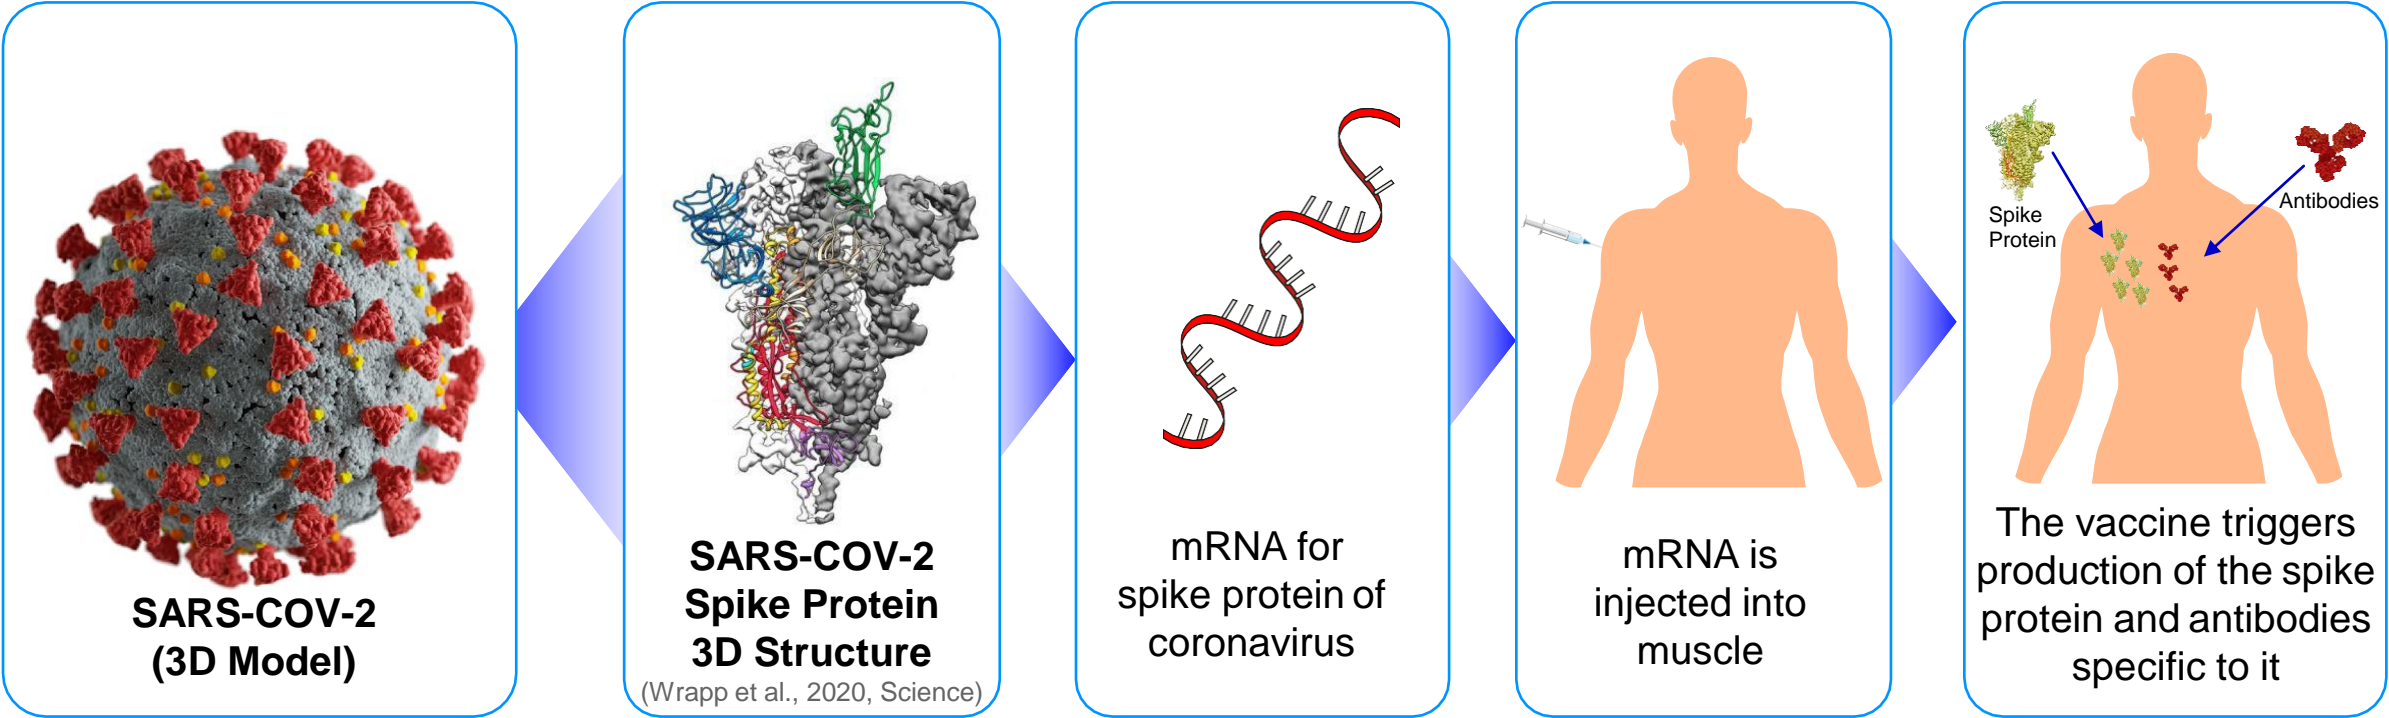 SARS-COV-2
(3D Model)
SARS-COV-2
Spike Protein
3D Structure
(Wrapp et al., 2020, Science)
mRNA for
spike protein of
coronavirus
mRNA is
injected into
muscle
Spike
Protein
Antibodies
The vaccine triggers
production of the spike
protein and antibodies
specific to it